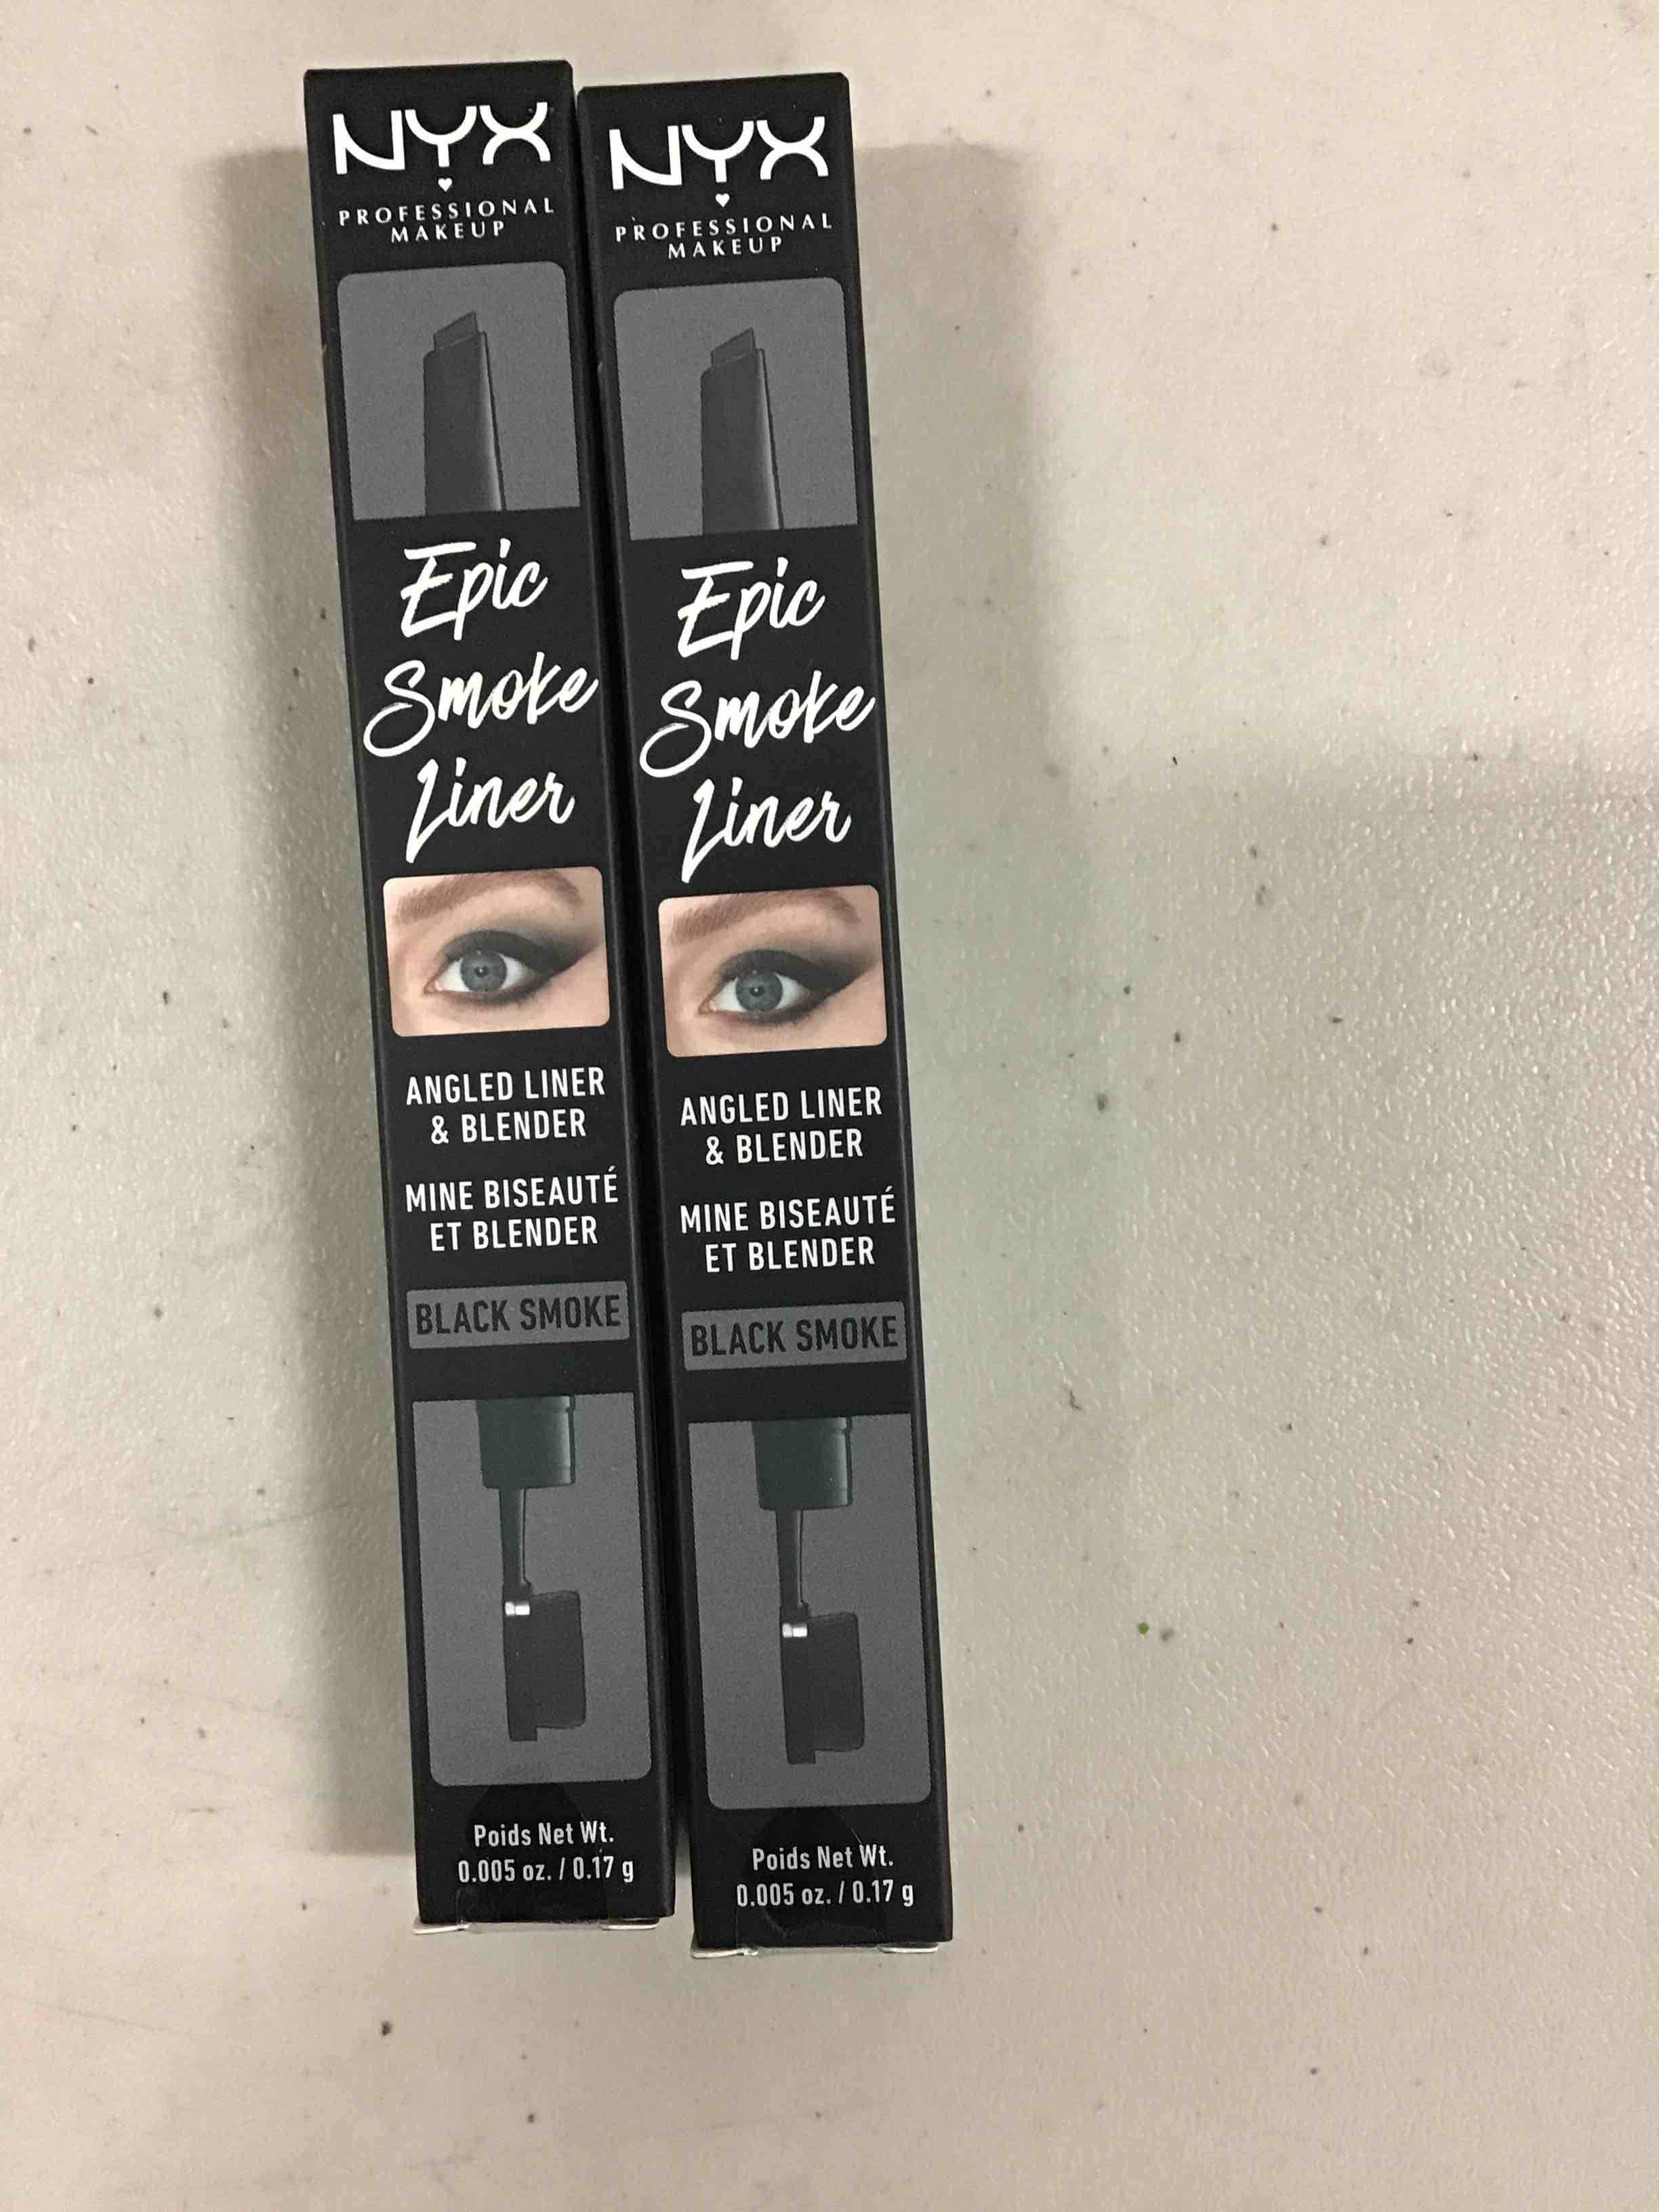 NYX
PROFESSIONAL
MAKEUP
Epic
Smoke
Liner
ANGLED LINER
& BLENDER
MINE BISEAUTÉ
ET BLENDER
BLACK SMOKE
Poids Net Wt.
0.005 oz. / 0.17 g
NYX
PROFESSIONAL
MAKEUP
Epic
Smoke
Liner
ANGLED LINER
& BLENDER
MINE BISEAUTÉ
ET BLENDER
BLACK SMOKE
Poids Net Wt.
0.005 oz. / 0.17 g